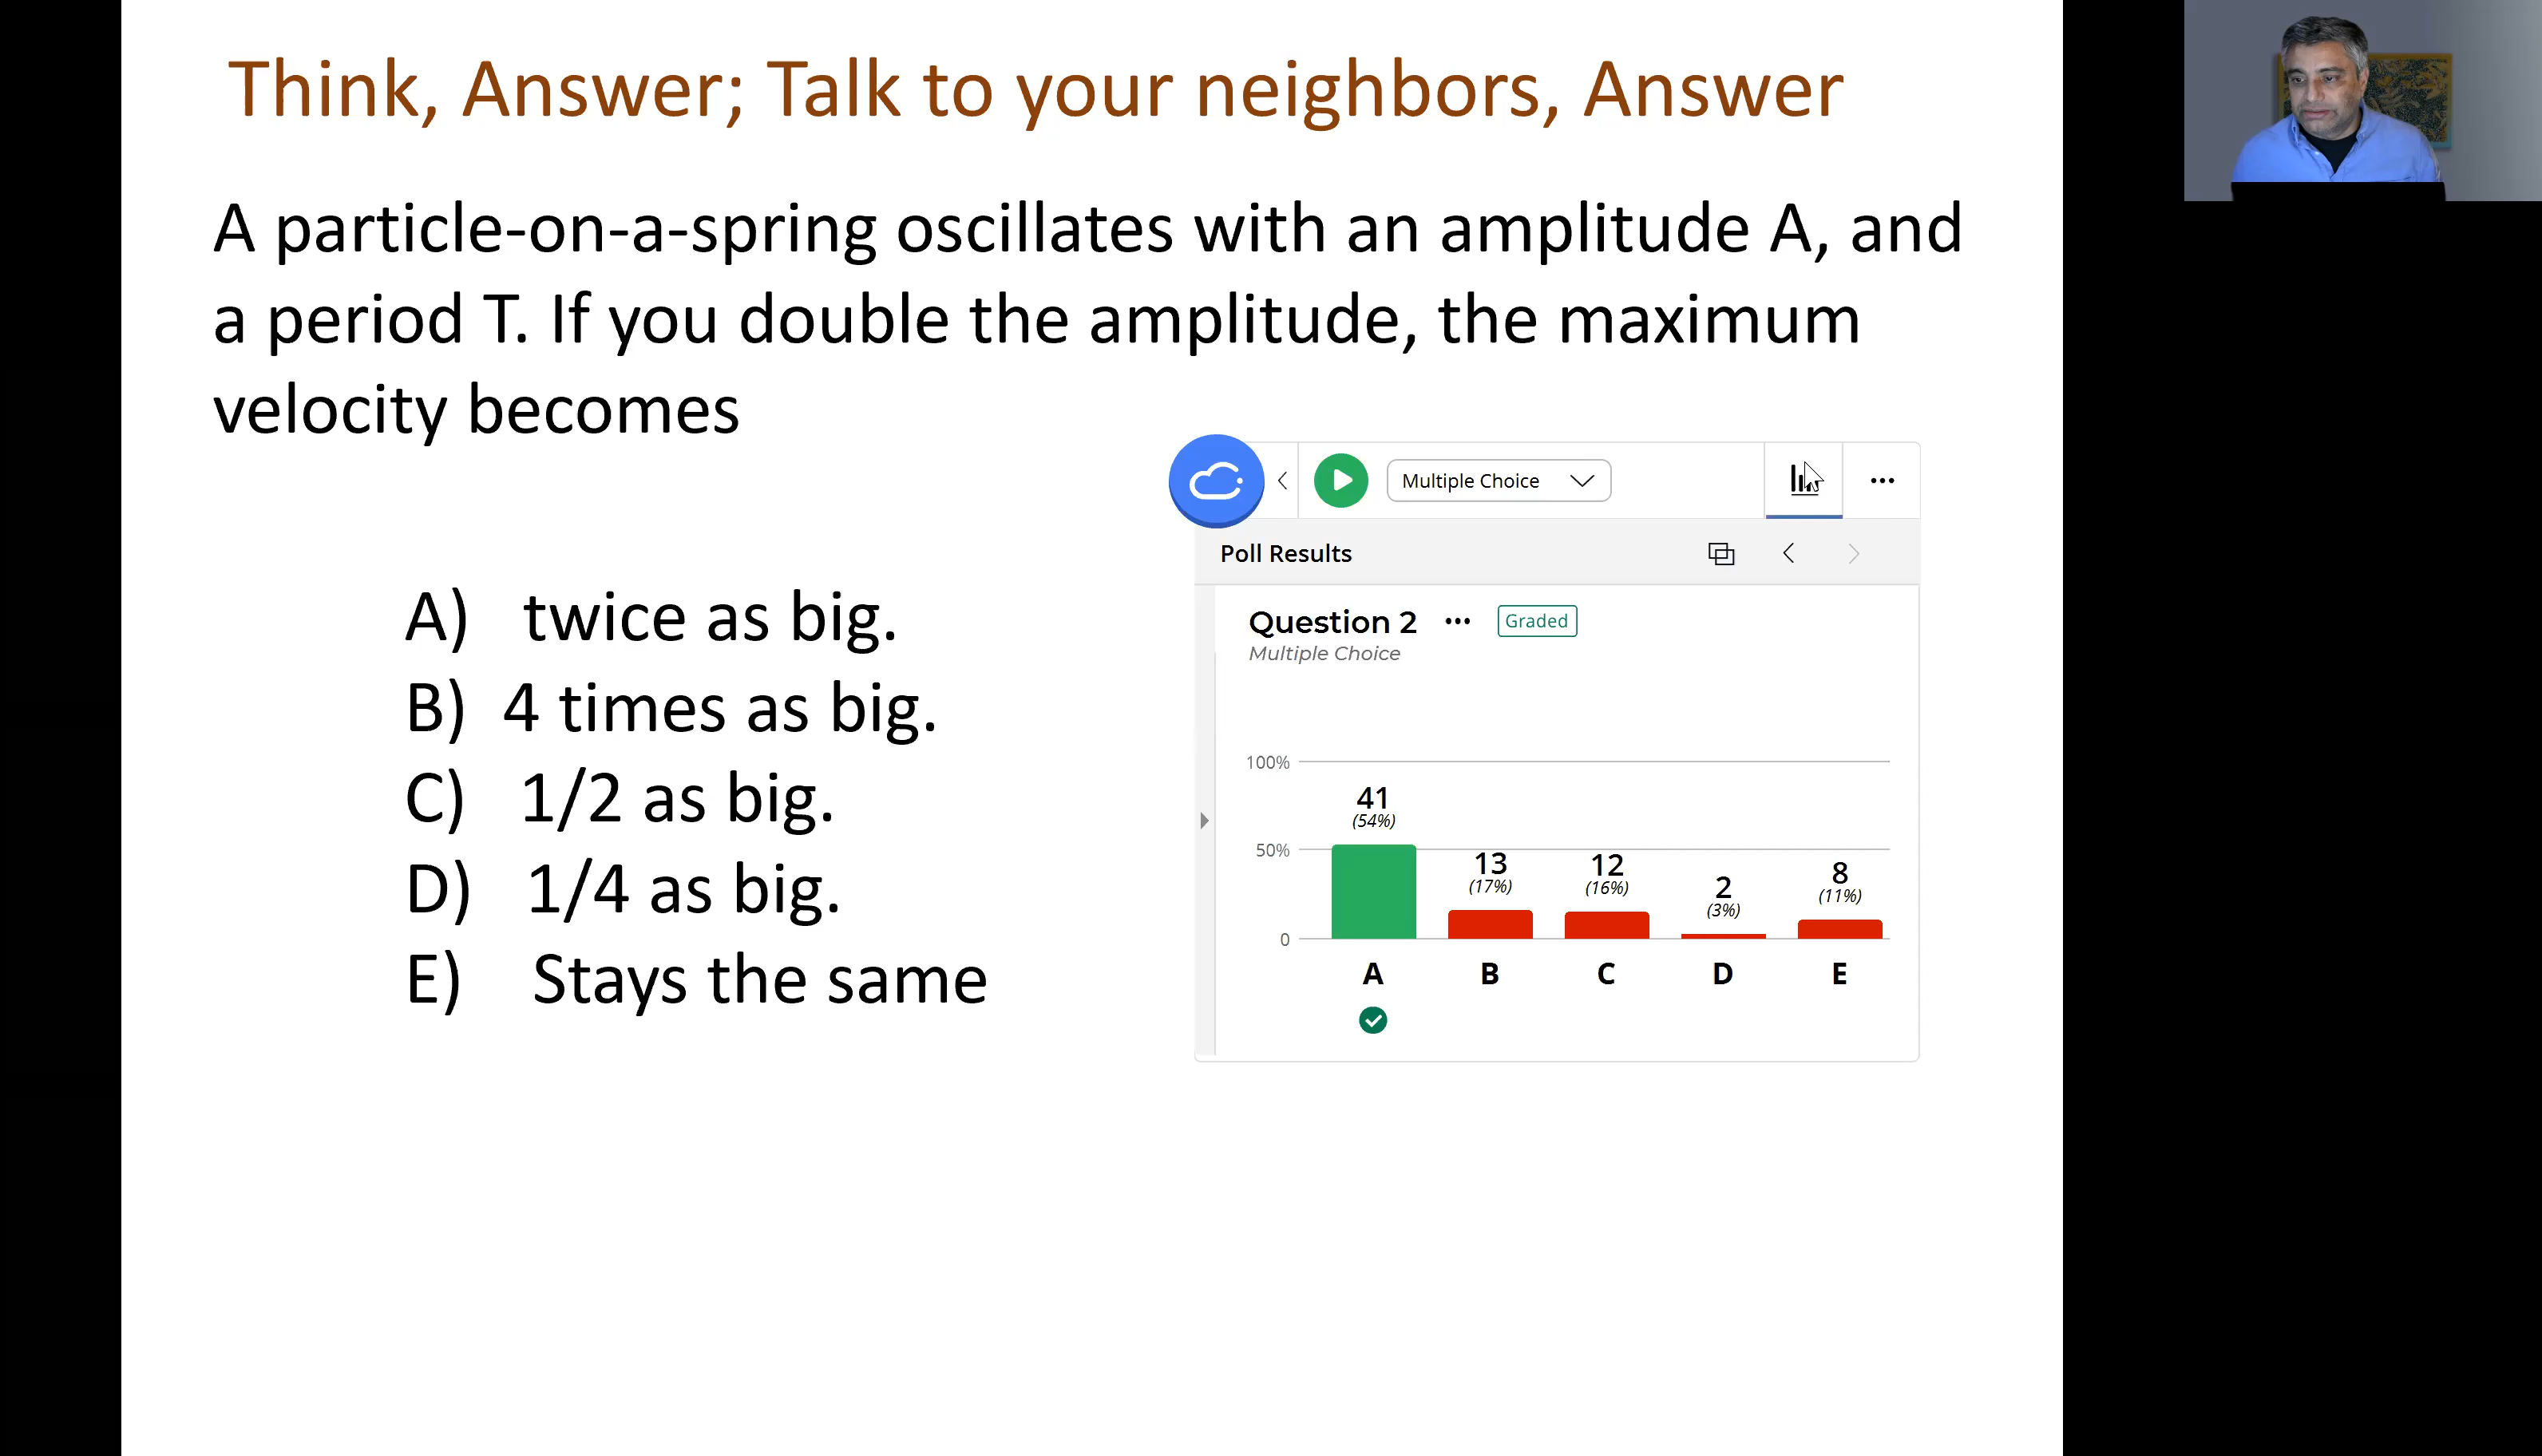 Think, Answer; Talk to your neighbors, Answer
A particle-on-a-spring oscillates with an amplitude A, and
a period T. If you double the amplitude, the maximum
velocity becomes
A) twice as big.
B) 4 times as big.
C) 1/2 as big.
D) 1/4 as big.
E) Stays the same
Multiple Choice
Poll Results
Question 2 ••• Graded
Multiple Choice
100%
50%
0
41
(54%)
13
(17%)
12
(16%)
2
(3%)
8
(11%)
A B C D E